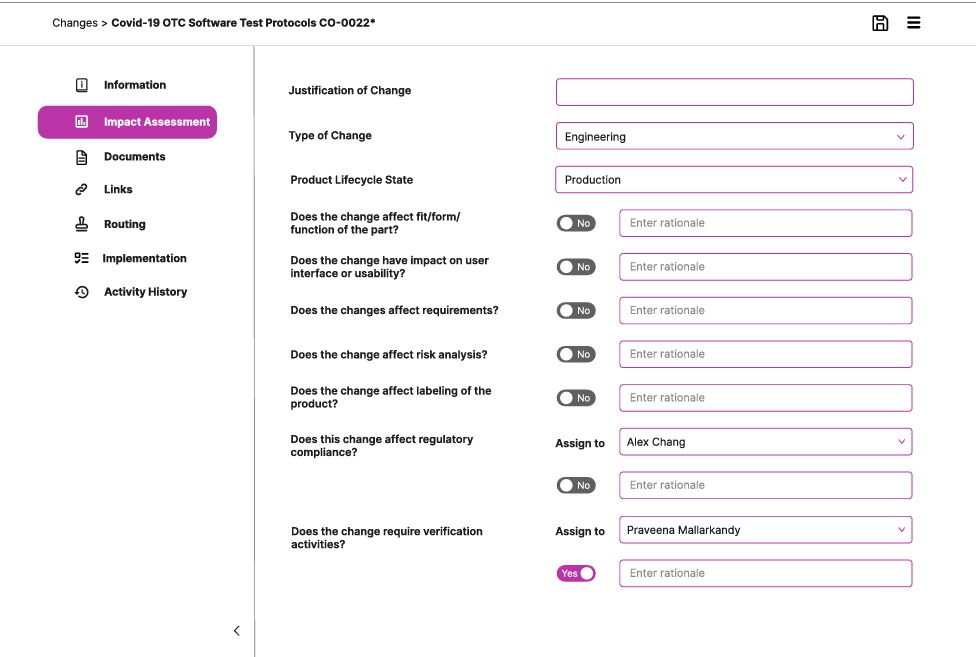 Changes > Covid-19 OTC Software Test Protocols CO-0022*
Information
Impact Assessment
Documents
Links
Routing
Implementation
Activity History
Justification of Change
Type of Change
Engineering
Product Lifecycle State
Production
Does the change affect fit/form/
function of the part?
No
Enter rationale
Does the change have impact on user
interface or usability?
No
Enter rationale
Does the changes affect requirements?
No
Enter rationale
Does the change affect risk analysis?
No
Enter rationale
Does the change affect labeling of the
product?
No
Enter rationale
Does this change affect regulatory
compliance?
Assign to
Alex Chang
No
Enter rationale
Does the change require verification
activities?
Assign to
Praveena Mallarkandy
Yes
Enter rationale